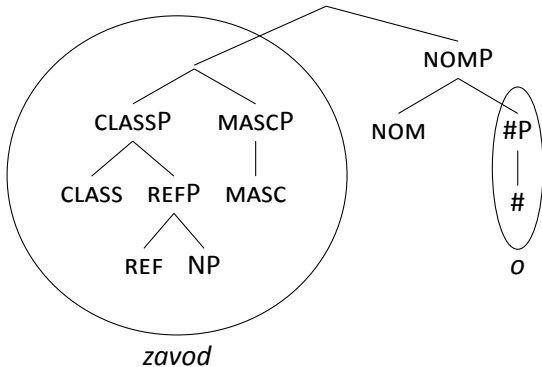 NOMP
CLASSP MASCP NOM #P
CLASS REFP MASC #
REF NP o
zavod